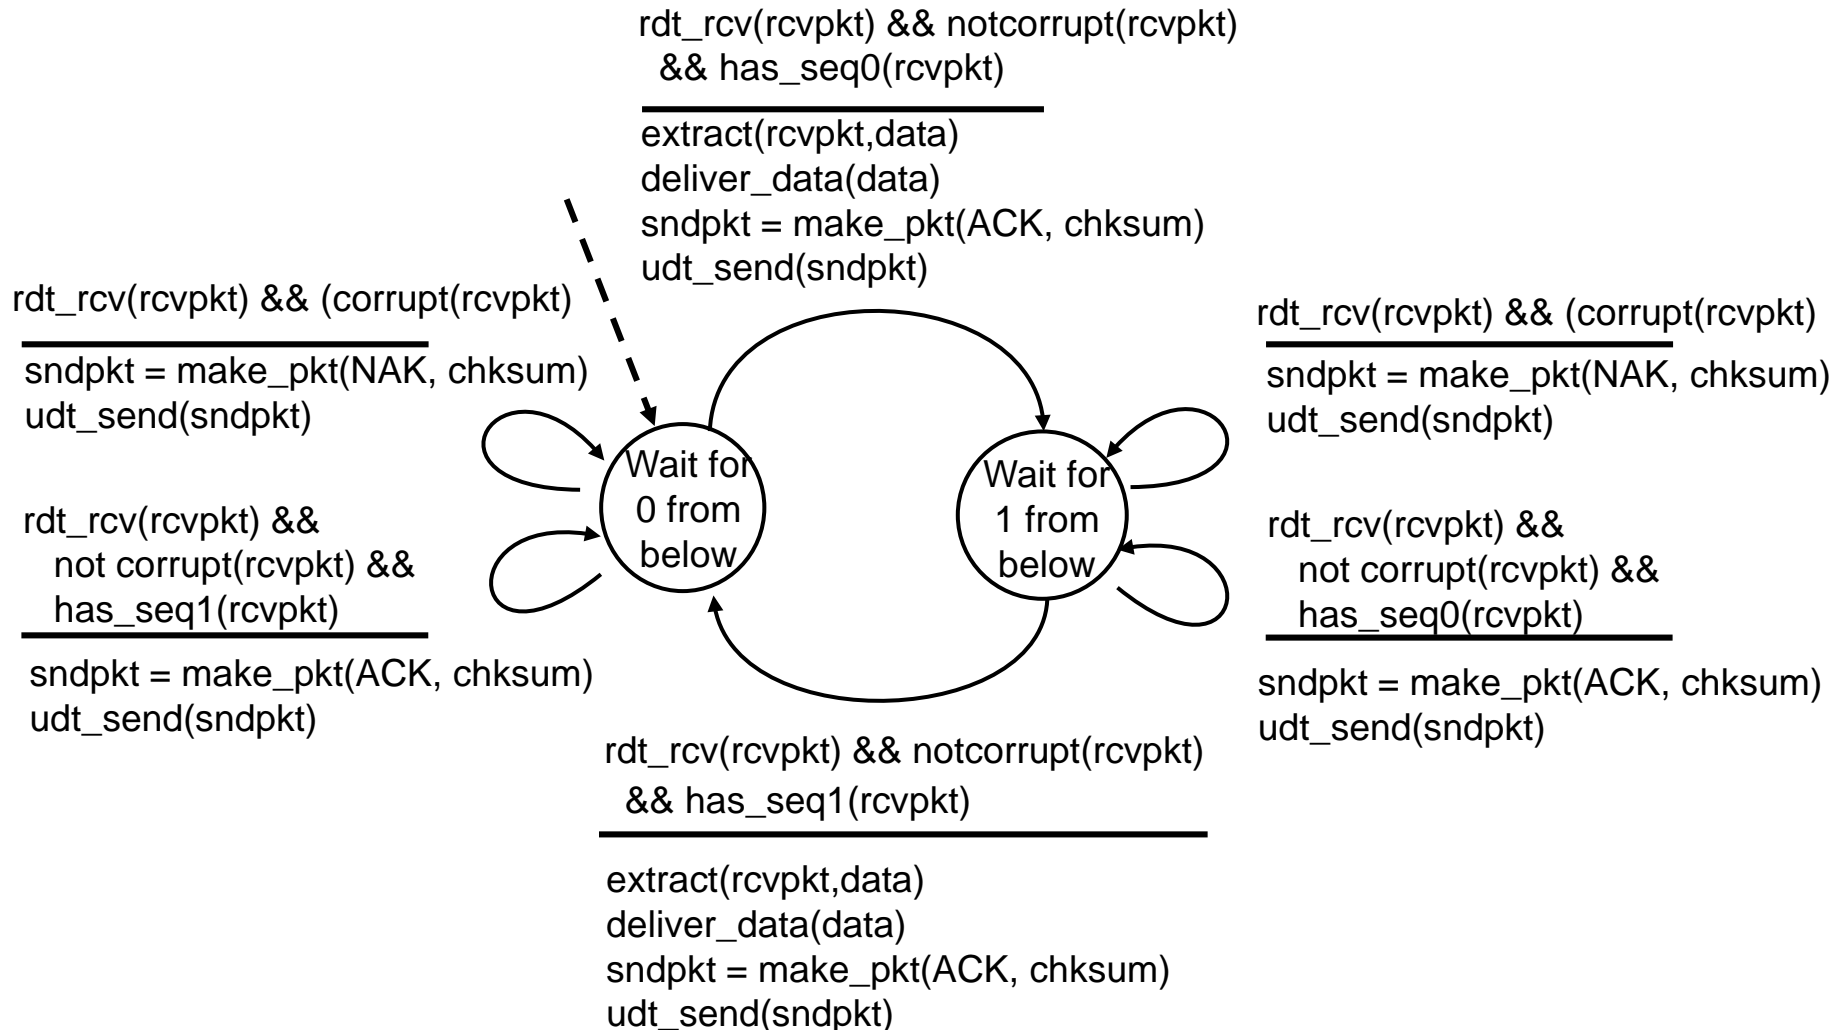 rdt_rcv(rcvpkt) && notcorrupt(rcvpkt)
&& has_seq0(rcvpkt)
extract(rcvpkt,data)
deliver_data(data)
sndpkt = make_pkt(ACK, chksum)
udt_send(sndpkt)
rdt_rcv(rcvpkt) && (corrupt(rcvpkt)
sndpkt = make_pkt(NAK, chksum)
udt_send(sndpkt)
rdt_rcv(rcvpkt) &&
not corrupt(rcvpkt) &&
has_seq1(rcvpkt)
sndpkt = make_pkt(ACK, chksum)
udt_send(sndpkt)
Wait for
0 from
below
Wait for
1 from
below
rdt_rcv(rcvpkt) && (corrupt(rcvpkt)
sndpkt = make_pkt(NAK, chksum)
udt_send(sndpkt)
rdt_rcv(rcvpkt) &&
not corrupt(rcvpkt) &&
has_seq0(rcvpkt)
sndpkt = make_pkt(ACK, chksum)
udt_send(sndpkt)
rdt_rcv(rcvpkt) && notcorrupt(rcvpkt)
&& has_seq1(rcvpkt)
extract(rcvpkt,data)
deliver_data(data)
sndpkt = make_pkt(ACK, chksum)
udt_send(sndpkt)